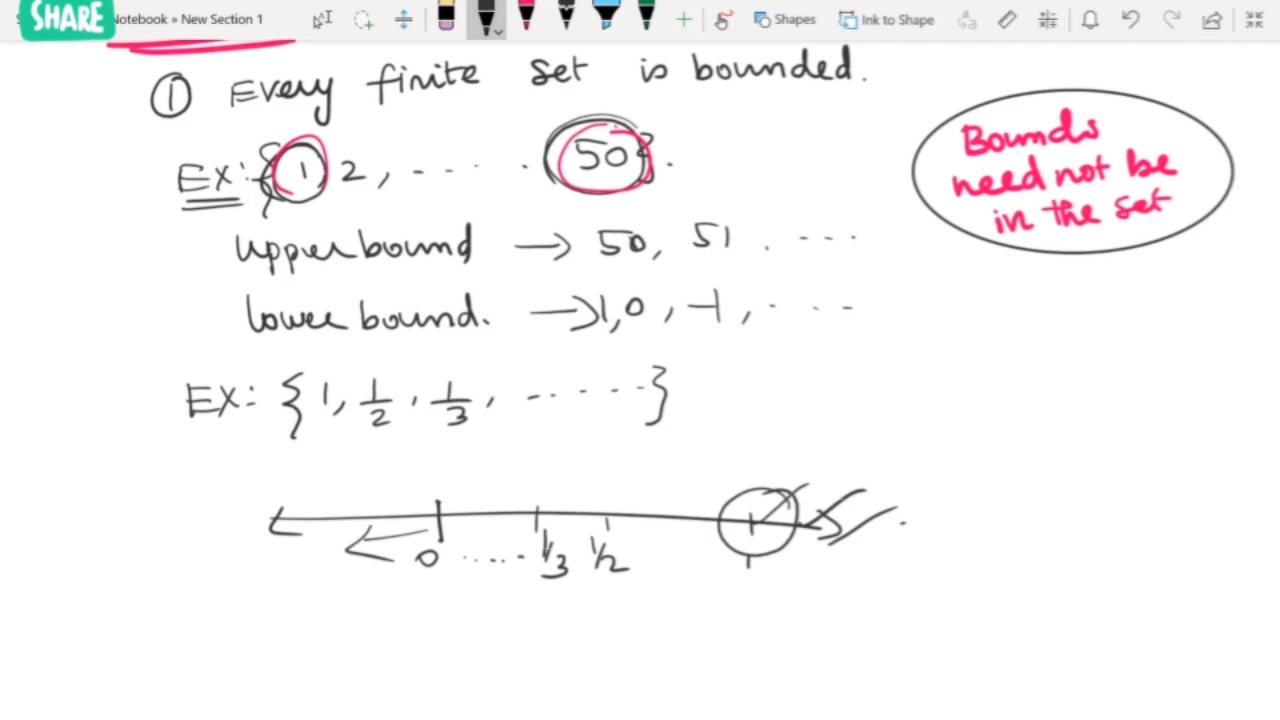 SHARE
Notebook » New Section 1
Shapes
Ink to Shape
① Every finite set is bounded.
EX:- {1, 2, ..... 50}.
Bounds
need not be
in the set
upper bound → 50, 51 . ...
lower bound. → 1, 0, -1, ....
EX: { 1, 1/2, 1/3, ...... }
0 ..... 1/3 1/2 1